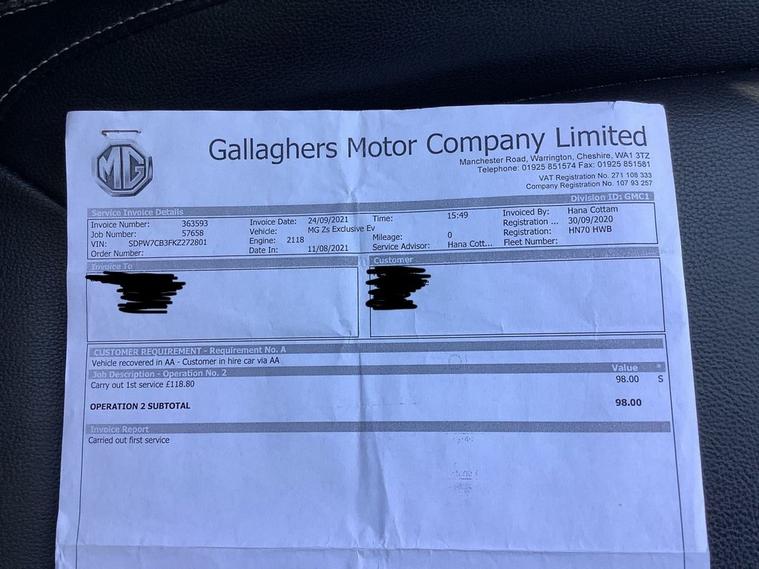 MG
Gallaghers Motor Company Limited
Manchester Road, Warrington, Cheshire, WA1 3TZ
Telephone: 01925 851574 Fax: 01925 851581
VAT Registration No. 271 108 333
Company Registration No. 107 93 257
Division ID: GMC1
Service Invoice Details
Invoice Number: 363593 Invoice Date: 24/09/2021 Time: 15:49 Invoiced By: Hana Cottam
Job Number: 57658 Vehicle: MG Zs Exclusive Ev Registration ... 30/09/2020
VIN: SDPW7CB3FKZ272801 Engine: 2118 Mileage: 0 Registration: HN70 HWB
Order Number: Date In: 11/08/2021 Service Advisor: Hana Cott... Fleet Number:
Invoice To Customer
CUSTOMER REQUIREMENT - Requirement No. A
Vehicle recovered in AA - Customer in hire car via AA
Job Description - Operation No. 2 Value *
Carry out 1st service £118.80 98.00 S
OPERATION 2 SUBTOTAL 98.00
Invoice Report
Carried out first service